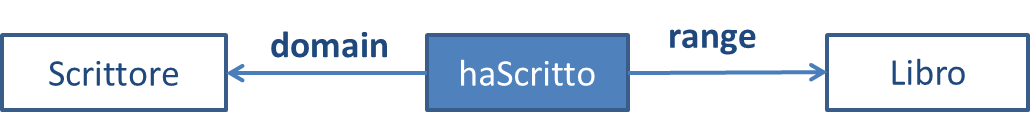 Scrittore
domain
haScritto
range
Libro